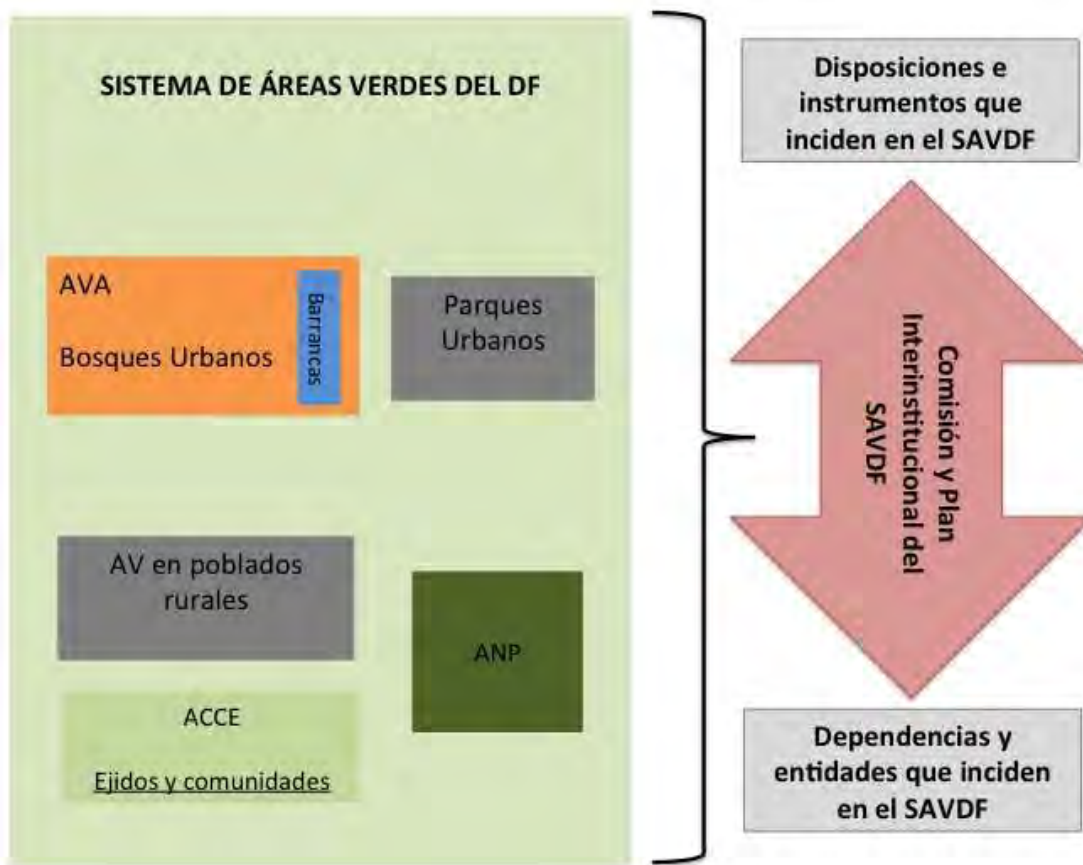 SISTEMA DE ÁREAS VERDES DEL DF
AVA
Bosques Urbanos
Barrancas
Parques
Urbanos
AV en poblados
rurales
ANP
ACCE
Ejidos y comunidades
Disposiciones e
instrumentos que
inciden en el SAVDF
Comisión y Plan
Interinstitucional del
SAVDF
Dependencias y
entidades que inciden
en el SAVDF